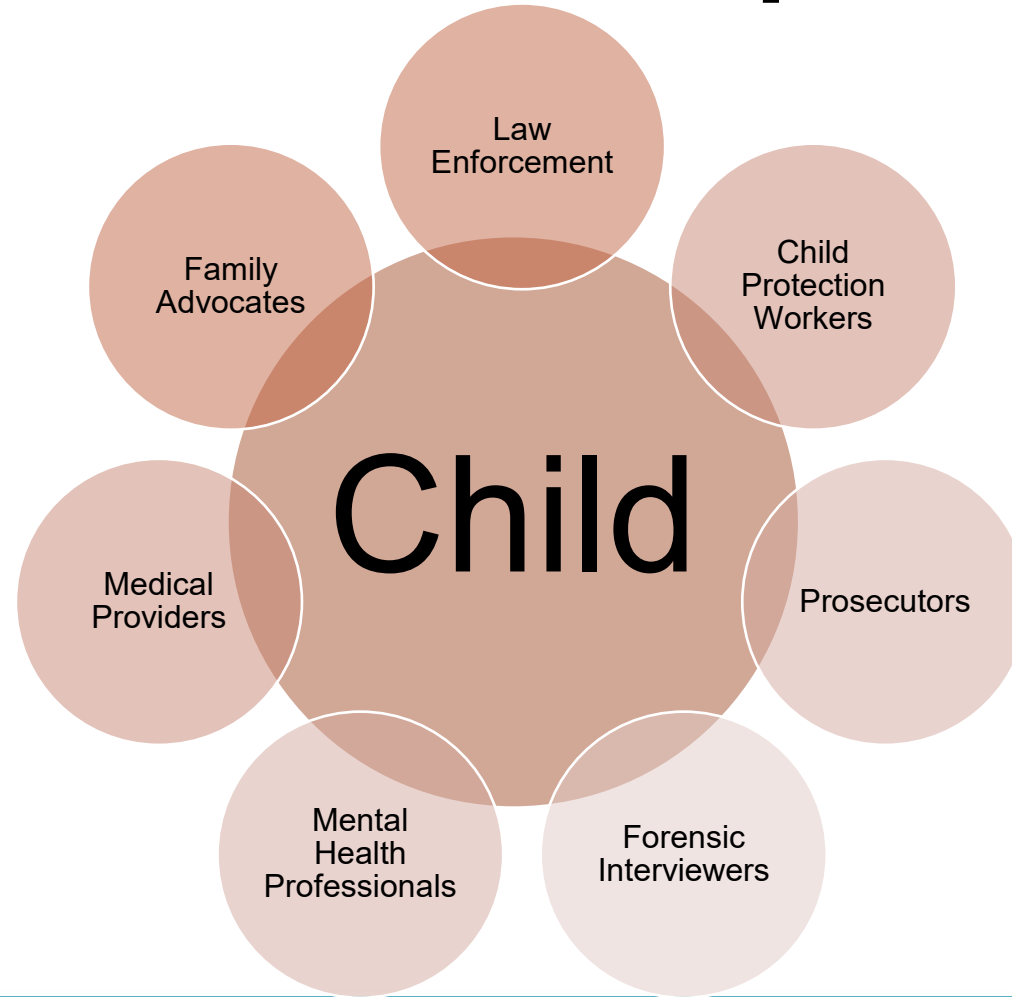 Law
Enforcement
Child
Protection
Workers
Family
Advocates
Child
Medical
Providers
Prosecutors
Mental
Health
Professionals
Forensic
Interviewers